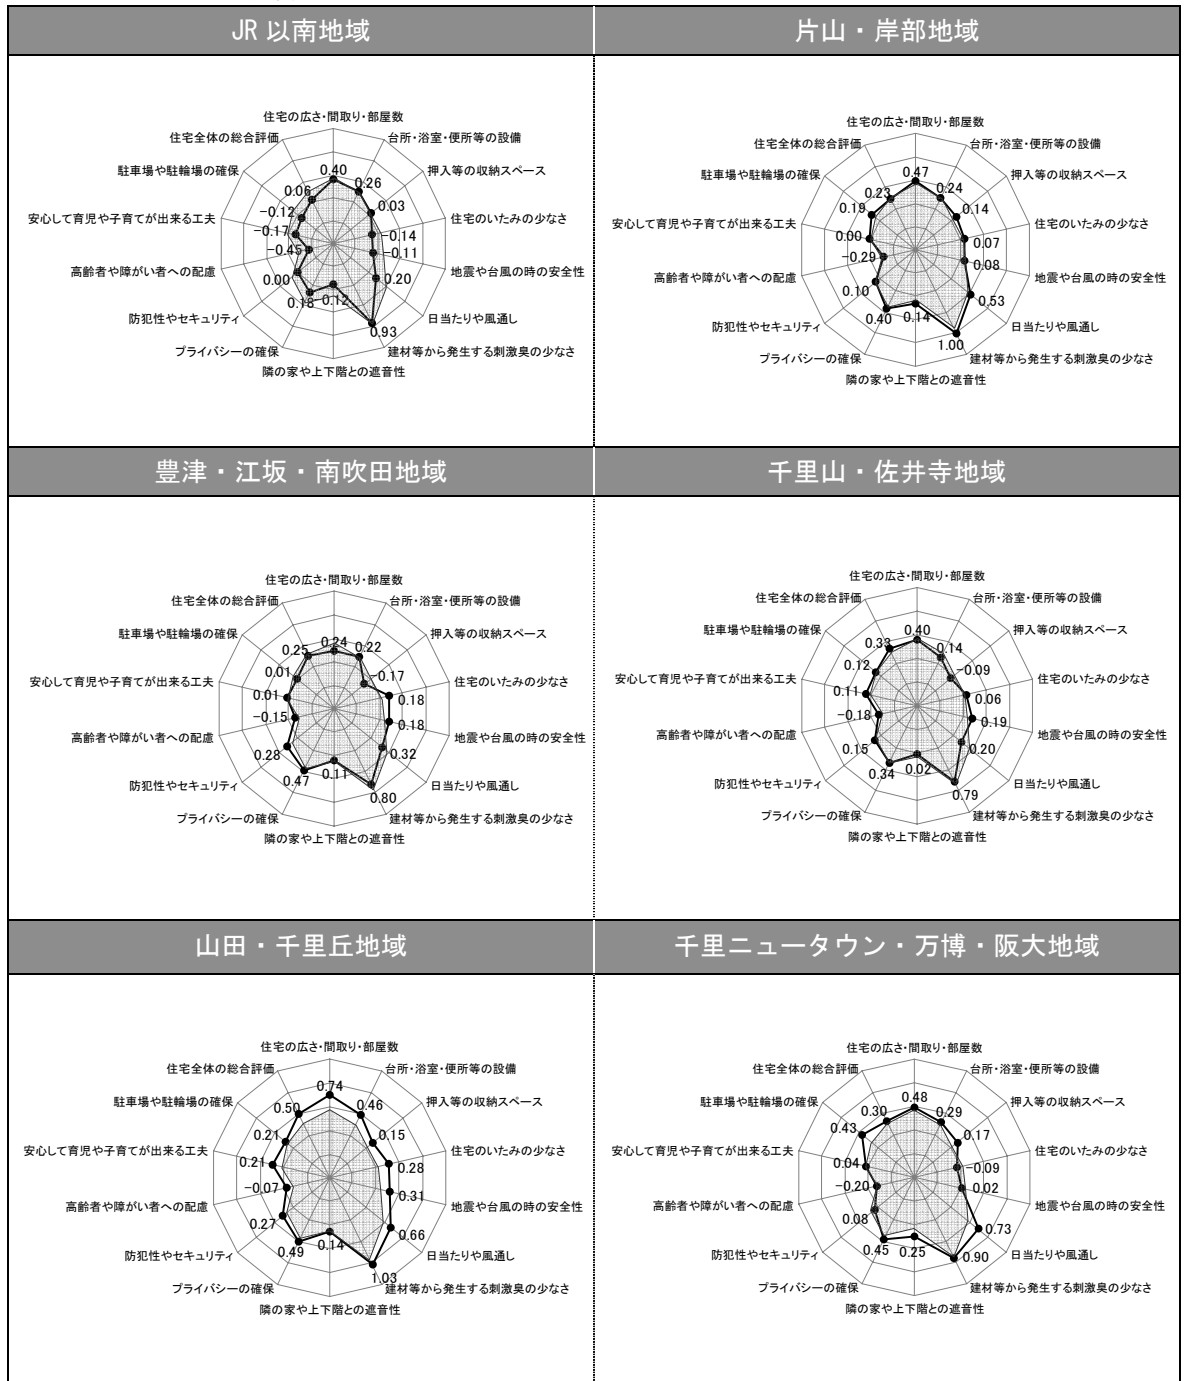 JR 以南地域
片山・岸部地域
住宅の広さ・間取り・部屋数
住宅全体の総合評価
台所・浴室・便所等の設備
駐車場や駐輪場の確保
押入等の収納スペース
安心して育児や子育てが出来る工夫
住宅のいたみの少なさ
高齢者や障がい者への配慮
地震や台風の時の安全性
防犯性やセキュリティ
日当たりや風通し
プライバシーの確保
建材等から発生する刺激臭の少なさ
隣の家や上下階との遮音性
0.40
0.26
0.03
-0.14
-0.11
0.20
0.93
0.12
0.18
0.00
-0.45
-0.17
-0.12
0.06
住宅の広さ・間取り・部屋数
住宅全体の総合評価
台所・浴室・便所等の設備
駐車場や駐輪場の確保
押入等の収納スペース
安心して育児や子育てが出来る工夫
住宅のいたみの少なさ
高齢者や障がい者への配慮
地震や台風の時の安全性
防犯性やセキュリティ
日当たりや風通し
プライバシーの確保
建材等から発生する刺激臭の少なさ
隣の家や上下階との遮音性
0.47
0.24
0.14
0.07
0.08
0.53
1.00
0.14
0.40
0.10
-0.29
0.00
0.19
0.23
豊津・江坂・南吹田地域
千里山・佐井寺地域
住宅の広さ・間取り・部屋数
住宅全体の総合評価
台所・浴室・便所等の設備
駐車場や駐輪場の確保
押入等の収納スペース
安心して育児や子育てが出来る工夫
住宅のいたみの少なさ
高齢者や障がい者への配慮
地震や台風の時の安全性
防犯性やセキュリティ
日当たりや風通し
プライバシーの確保
建材等から発生する刺激臭の少なさ
隣の家や上下階との遮音性
0.24
0.22
-0.17
0.18
0.18
0.32
0.80
0.11
0.47
0.28
-0.15
0.01
0.01
0.25
住宅の広さ・間取り・部屋数
住宅全体の総合評価
台所・浴室・便所等の設備
駐車場や駐輪場の確保
押入等の収納スペース
安心して育児や子育てが出来る工夫
住宅のいたみの少なさ
高齢者や障がい者への配慮
地震や台風の時の安全性
防犯性やセキュリティ
日当たりや風通し
プライバシーの確保
建材等から発生する刺激臭の少なさ
隣の家や上下階との遮音性
0.40
0.14
-0.09
0.06
0.19
0.20
0.79
0.02
0.34
0.15
-0.18
0.11
0.12
0.33
山田・千里丘地域
千里ニュータウン・万博・阪大地域
住宅の広さ・間取り・部屋数
住宅全体の総合評価
台所・浴室・便所等の設備
駐車場や駐輪場の確保
押入等の収納スペース
安心して育児や子育てが出来る工夫
住宅のいたみの少なさ
高齢者や障がい者への配慮
地震や台風の時の安全性
防犯性やセキュリティ
日当たりや風通し
プライバシーの確保
建材等から発生する刺激臭の少なさ
隣の家や上下階との遮音性
0.74
0.46
0.15
0.28
0.31
0.66
1.03
0.14
0.49
0.27
-0.07
0.21
0.21
0.50
住宅の広さ・間取り・部屋数
住宅全体の総合評価
台所・浴室・便所等の設備
駐車場や駐輪場の確保
押入等の収納スペース
安心して育児や子育てが出来る工夫
住宅のいたみの少なさ
高齢者や障がい者への配慮
地震や台風の時の安全性
防犯性やセキュリティ
日当たりや風通し
プライバシーの確保
建材等から発生する刺激臭の少なさ
隣の家や上下階との遮音性
0.48
0.29
0.17
-0.09
0.02
0.73
0.90
0.25
0.45
0.08
-0.20
0.04
0.43
0.30